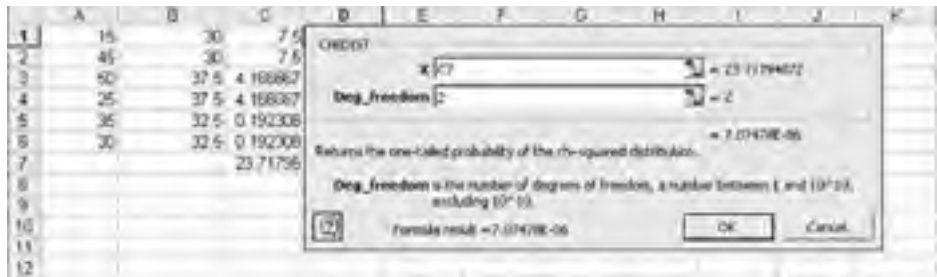 A B C D E F G H I J K
1 15 30 7.5
2 45 30 7.5
3 50 37.5 4.166667
4 25 37.5 4.166667
5 35 32.5 0.192308
6 30 32.5 0.192308
7 23.71795
8
9
10
11
12
CHIDIST
X C7 = 23.71794872
Deg_freedom 2 = 2
= 7.07478E-06
Returns the one-tailed probability of the chi-squared distribution.
Deg_freedom is the number of degrees of freedom, a number between 1 and 10^10,
excluding 10^10.
Formula result =7.07478E-06
OK Cancel